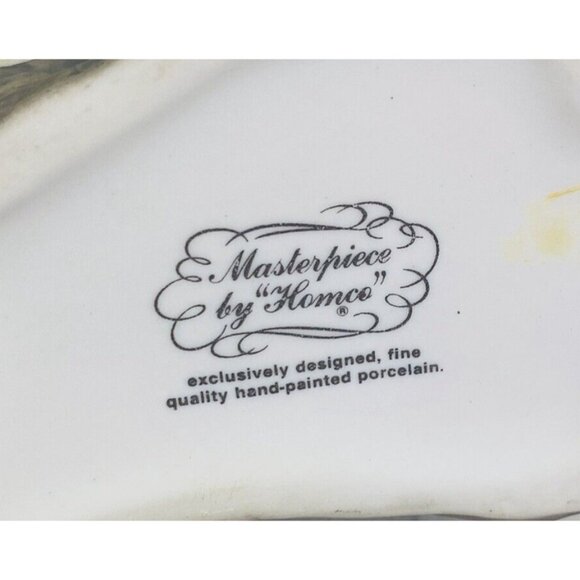 Masterpiece
by "Homco"
®
exclusively designed, fine
quality hand-painted porcelain.